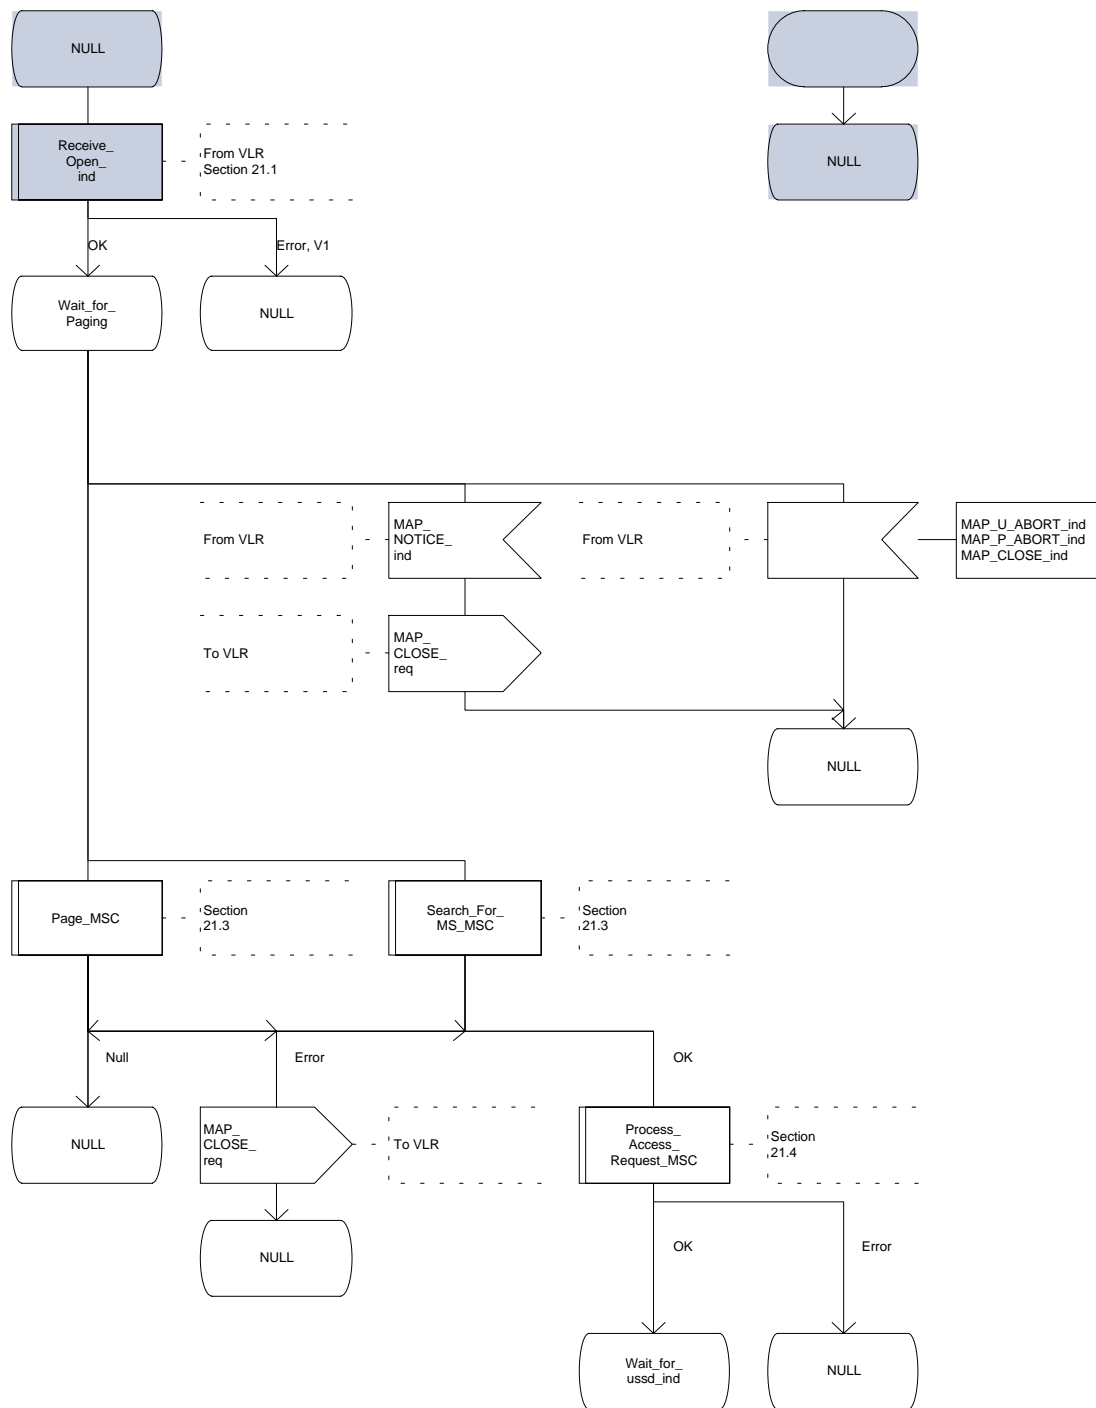 NULL
Receive_
Open_
ind
From VLR
Section 21.1
NULL
OK
Error, V1
Wait_for_
Paging
NULL
From VLR
MAP_
NOTICE_
ind
From VLR
MAP_U_ABORT_ind
MAP_P_ABORT_ind
MAP_CLOSE_ind
To VLR
MAP_
CLOSE_
req
NULL
Page_MSC
Section
21.3
Search_For_
MS_MSC
Section
21.3
Null
Error
OK
NULL
MAP_
CLOSE_
req
To VLR
Process_
Access_
Request_MSC
Section
21.4
NULL
OK
Error
Wait_for_
ussd_ind
NULL